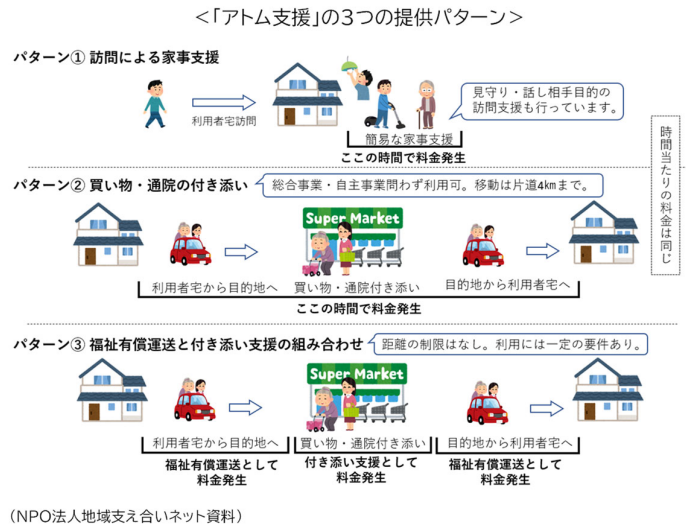 ＜「アトム支援」の３つの提供パターン＞
パターン① 訪問による家事支援
利用者宅訪問
見守り・話し相手目的の
訪問支援も行っています。
簡易な家事支援
ここの時間で料金発生
時間当たりの料金は同じ
パターン② 買い物・通院の付き添い
総合事業・自主事業問わず利用可。移動は片道4㎞まで。
Super Market
利用者宅から目的地へ
買い物・通院付き添い
目的地から利用者宅へ
ここの時間で料金発生
パターン③ 福祉有償運送と付き添い支援の組み合わせ
距離の制限はなし。利用には一定の要件あり。
Super Market
利用者宅から目的地へ
買い物・通院付き添い
目的地から利用者宅へ
福祉有償運送として
料金発生
付き添い支援として
料金発生
福祉有償運送として
料金発生
（NPO法人地域支え合いネット資料）